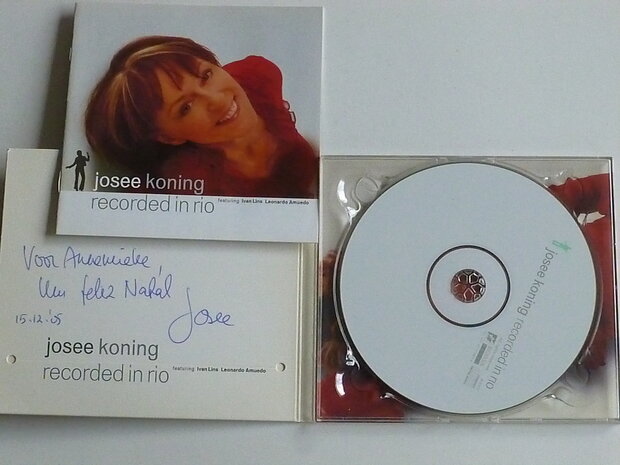 josee koning
recorded in rio
featuring Ivan Lins Leonardo Amuedo
Voor Annemieke,
Um feliz Natal
15.12.'05
Josee
josee koning
recorded in rio
featuring Ivan Lins Leonardo Amuedo
josee koning recorded in rio